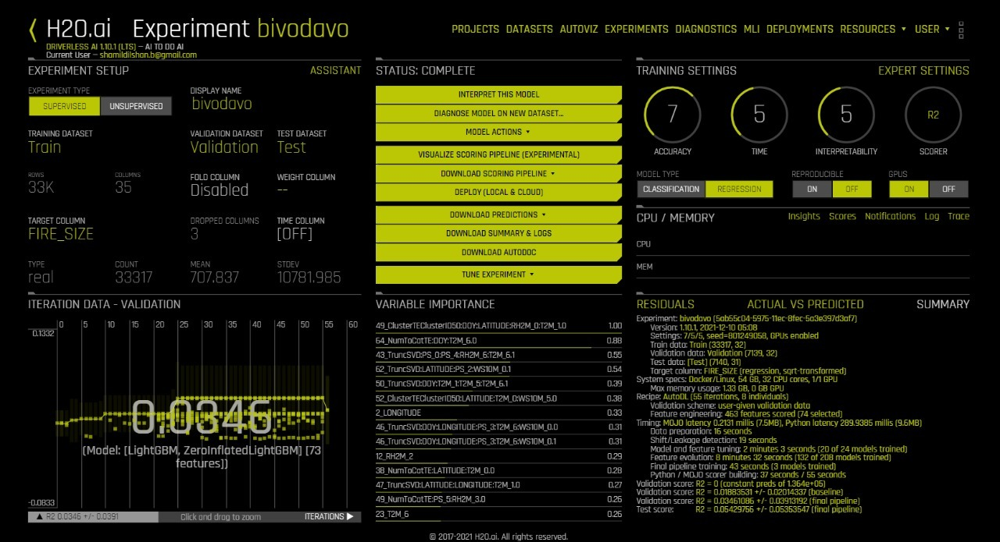 H2O.ai Experiment bivodavo
DRIVERLESS AI 1.10.1 (LTS) – AI TO DO AI
Current User – shamildilshan.b@gmail.com
PROJECTS DATASETS AUTOVIZ EXPERIMENTS DIAGNOSTICS MLI DEPLOYMENTS RESOURCES USER
EXPERIMENT SETUP ASSISTANT
EXPERIMENT TYPE
SUPERVISED UNSUPERVISED
DISPLAY NAME
bivodavo
TRAINING DATASET
Train
VALIDATION DATASET
Validation
TEST DATASET
Test
ROWS
33K
COLUMNS
35
FOLD COLUMN
Disabled
WEIGHT COLUMN
--
TARGET COLUMN
FIRE_SIZE
DROPPED COLUMNS
3
TIME COLUMN
[OFF]
TYPE
real
COUNT
33317
MEAN
707.837
STDEV
10781.985
STATUS: COMPLETE
INTERPRET THIS MODEL
DIAGNOSE MODEL ON NEW DATASET...
MODEL ACTIONS
VISUALIZE SCORING PIPELINE (EXPERIMENTAL)
DOWNLOAD SCORING PIPELINE
DEPLOY (LOCAL & CLOUD)
DOWNLOAD PREDICTIONS
DOWNLOAD SUMMARY & LOGS
DOWNLOAD AUTODOC
TUNE EXPERIMENT
TRAINING SETTINGS EXPERT SETTINGS
7 5 5 R2
ACCURACY TIME INTERPRETABILITY SCORER
MODEL TYPE
CLASSIFICATION REGRESSION
REPRODUCIBLE
ON OFF
GPUS
ON OFF
CPU / MEMORY Insights Scores Notifications Log Trace
CPU
MEM
ITERATION DATA - VALIDATION
0 5 10 15 20 25 30 35 40 45 50 55 60
0.1332
0.0346
(Model: [LightGBM, ZeroInflatedLightGBM] [73
features])
-0.0833
▲ R2 0.0346 +/- 0.0391 Click and drag to zoom ITERATIONS ▶
VARIABLE IMPORTANCE
49_ClusterTEClusterID50:DOY:LATITUDE:RH2M_0:T2M_1.0 1.00
64_NumToCatTE:DOY:T2M_6.0 0.88
43_TruncSVD:PS_0:PS_4:RH2M_6:T2M_6.1 0.55
62_TruncSVD:LATITUDE:PS_2:WS10M_0.1 0.54
50_TruncSVD:DOY:T2M_1:T2M_5:T2M_6.1 0.39
52_ClusterTEClusterID50:LATITUDE:T2M_0:WS10M_5.0 0.38
2_LONGITUDE 0.33
46_TruncSVD:DOY:LONGITUDE:PS_3:T2M_6:WS10M_1.0 0.31
46_TruncSVD:DOY:LONGITUDE:PS_3:T2M_6:WS10M_1.1 0.31
12_RH2M_2 0.29
38_NumToCatTE:LATITUDE:T2M_0.0 0.28
47_TruncSVD:LATITUDE:LONGITUDE:T2M_1.0 0.27
49_NumToCatTE:PS_5:RH2M_3.0 0.26
23_T2M_6 0.25
RESIDUALS ACTUAL VS PREDICTED SUMMARY
Experiment: bivodavo (5ab55c04-5975-11ec-8fec-5a3e397d3af7)
Version: 1.10.1, 2021-12-10 05:08
Settings: 7/5/5, seed=801249058, GPUs enabled
Train data: Train (33317, 32)
Validation data: Validation (7139, 32)
Test data: [Test] (7140, 31)
Target column: FIRE_SIZE (regression, sqrt-transformed)
System specs: Docker/Linux, 54 GB, 32 CPU cores, 1/1 GPU
Max memory usage: 1.33 GB, 0 GB GPU
Recipe: AutoDL (55 iterations, 8 individuals)
Validation scheme: user-given validation data
Feature engineering: 463 features scored (74 selected)
Timing: MOJO latency 0.2131 millis (7.5MB), Python latency 289.9385 millis (9.6MB)
Data preparation: 16 seconds
Shift/Leakage detection: 19 seconds
Model and feature tuning: 2 minutes 3 seconds (20 of 24 models trained)
Feature evolution: 8 minutes 32 seconds (132 of 208 models trained)
Final pipeline training: 43 seconds (3 models trained)
Python / MOJO scorer building: 37 seconds / 55 seconds
Validation score: R2 = 0 (constant preds of 1.364e+05)
Validation score: R2 = 0.01883531 +/- 0.02014337 (baseline)
Validation score: R2 = 0.03461086 +/- 0.03913192 (final pipeline)
Test score: R2 = 0.05429756 +/- 0.05353547 (final pipeline)
© 2017-2021 H2O.ai. All rights reserved.